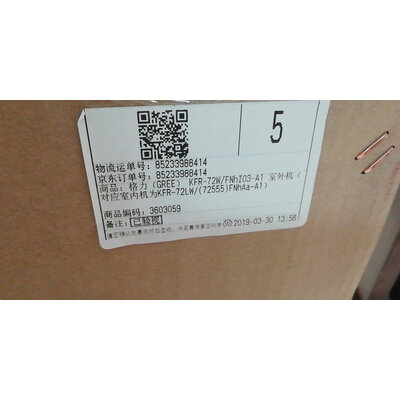 5
物流运单号: 85233988414
京东订单号: 85233988414
商品: 格力 (GREE) KFR-72W/FNhI03-A1 室外机 (
对应室内机为KFR-72LW/(72555)FNhAa-A1)
商品编码: 3603059
备注: 已验视
2019-03-30 13:58